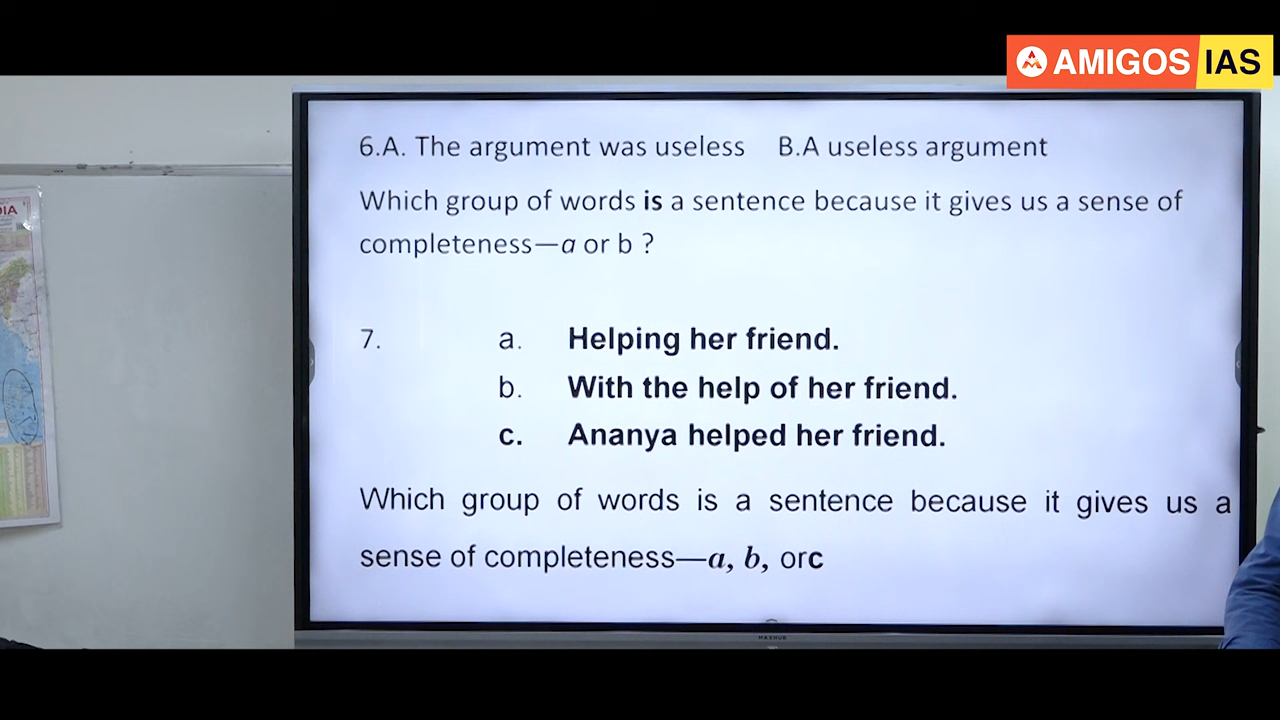 AMIGOS IAS
6.A. The argument was useless B.A useless argument
Which group of words is a sentence because it gives us a sense of
completeness—a or b ?
7. a. Helping her friend.
b. With the help of her friend.
c. Ananya helped her friend.
Which group of words is a sentence because it gives us a
sense of completeness—a, b, orc
MAXHUB